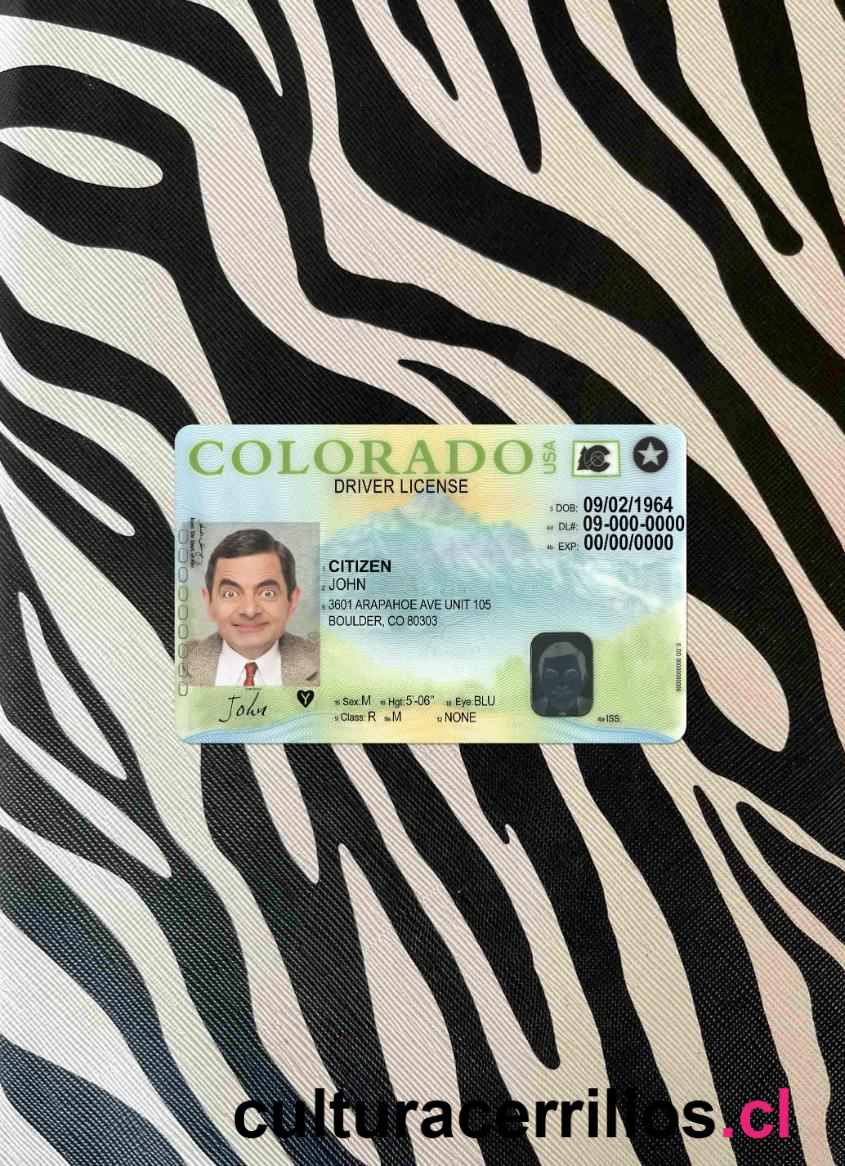 COLORADO USA
DRIVER LICENSE
5 DOB: 09/02/1964
4d DL#: 09-000-0000
4b EXP: 00/00/0000
1 CITIZEN
2 JOHN
8 3601 ARAPAHOE AVE UNIT 105
BOULDER, CO 80303
John
Y
15 Sex: M 16 Hgt: 5'-06" 18 Eye: BLU
9 Class: R 9a M 12 NONE
4a ISS:
culturacerrillos.cl